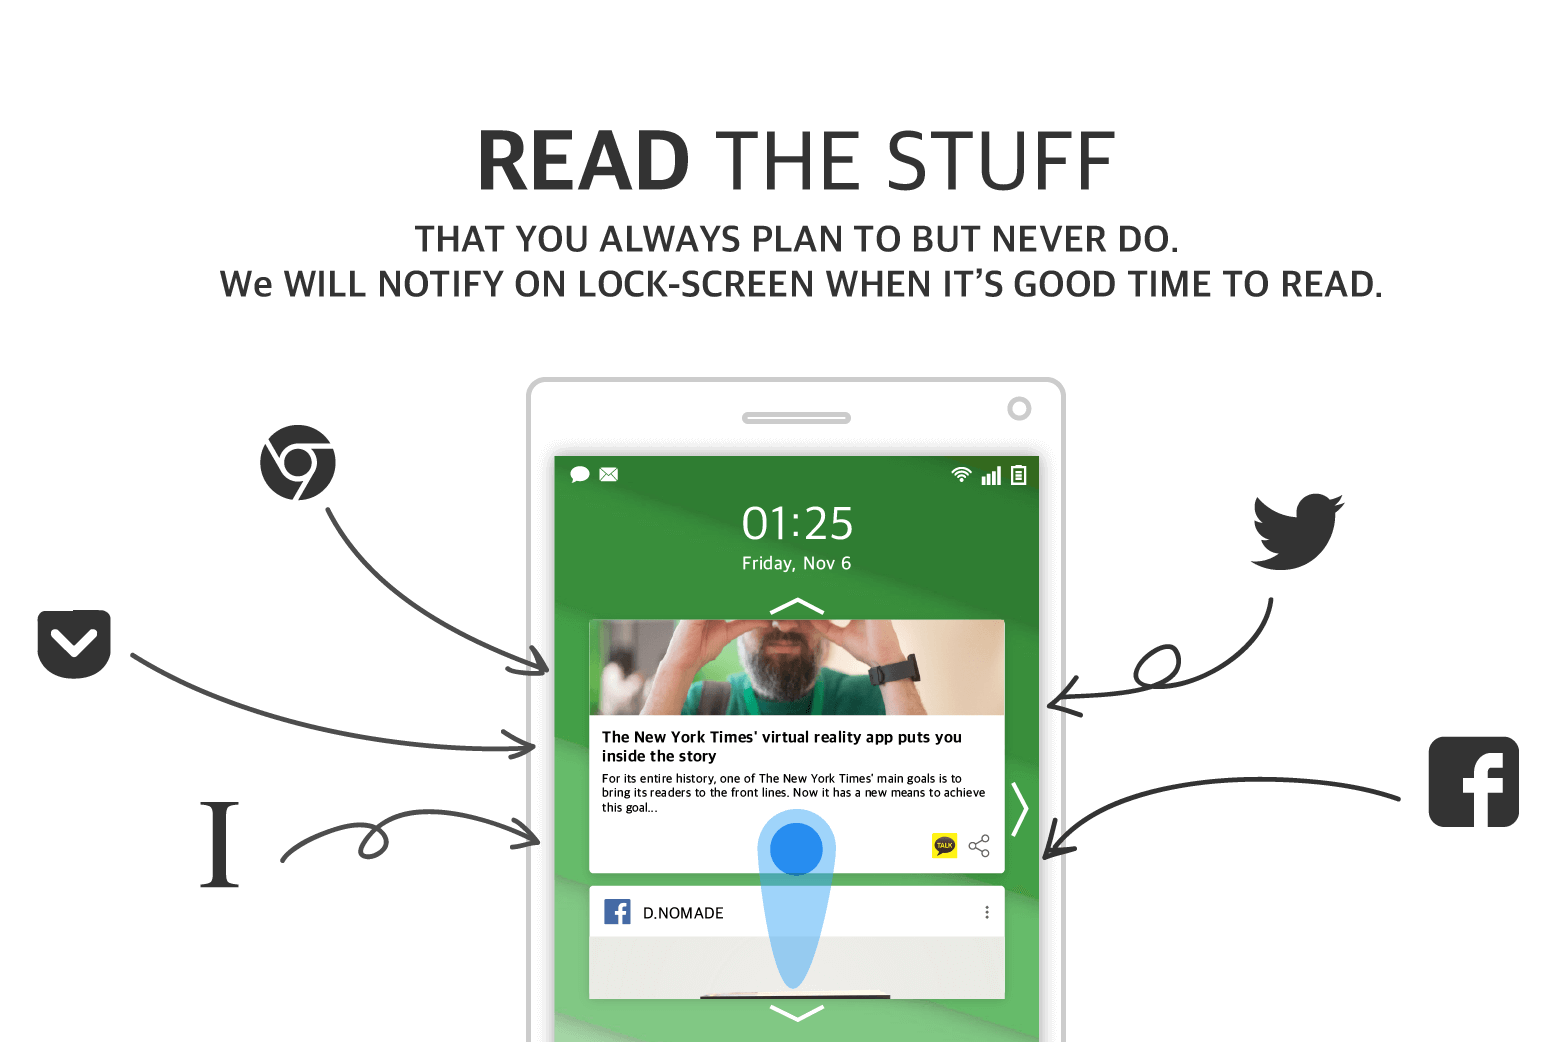 READ THE STUFF
THAT YOU ALWAYS PLAN TO BUT NEVER DO.
We WILL NOTIFY ON LOCK-SCREEN WHEN IT'S GOOD TIME TO READ.
01:25
Friday, Nov 6
The New York Times' virtual reality app puts you
inside the story
For its entire history, one of The New York Times' main goals is to
bring its readers to the front lines. Now it has a new means to achieve
this goal...
TALK
D.NOMADE
I